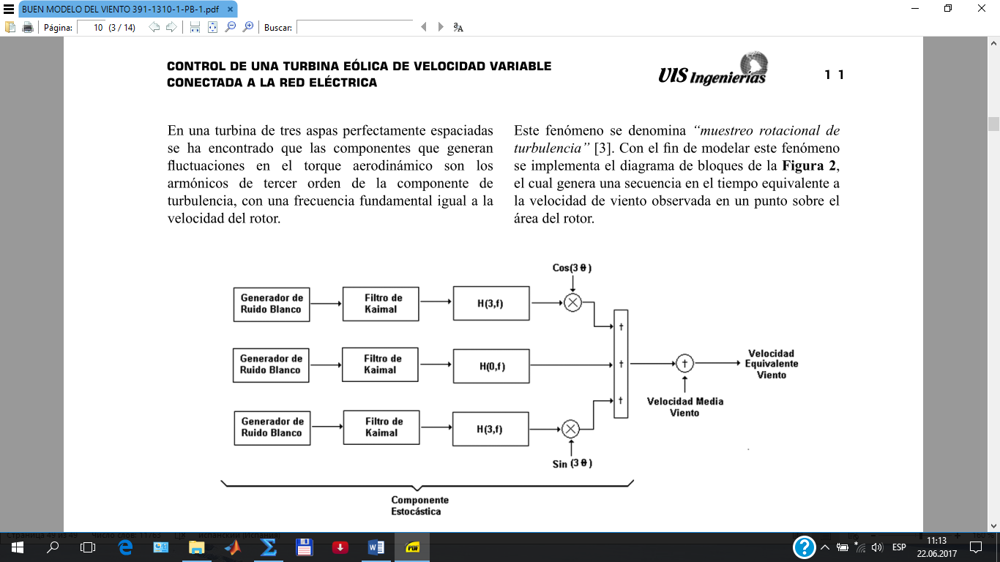 BUEN MODELO DEL VIENTO 391-1310-1-PB-1.pdf
Página: 10 (3 / 14) Buscar:
CONTROL DE UNA TURBINA EÓLICA DE VELOCIDAD VARIABLE
CONECTADA A LA RED ELÉCTRICA
UIS Ingenierías
1 1
En una turbina de tres aspas perfectamente espaciadas
se ha encontrado que las componentes que generan
fluctuaciones en el torque aerodinámico son los
armónicos de tercer orden de la componente de
turbulencia, con una frecuencia fundamental igual a la
velocidad del rotor.
Este fenómeno se denomina “muestreo rotacional de
turbulencia” [3]. Con el fin de modelar este fenómeno
se implementa el diagrama de bloques de la Figura 2,
el cual genera una secuencia en el tiempo equivalente a
la velocidad de viento observada en un punto sobre el
área del rotor.
Cos(3 θ )
Generador de
Ruido Blanco
Filtro de
Kaimal
H(3,f)
Generador de
Ruido Blanco
Filtro de
Kaimal
H(0,f)
Velocidad
Equivalente
Viento
Velocidad Media
Viento
Generador de
Ruido Blanco
Filtro de
Kaimal
H(3,f)
Sin (3 θ )
Componente
Estocástica
Страница 49 из 49 Число слов: 11763 испанский (Испания) 160 %
PDF
ESP
11:13
22.06.2017